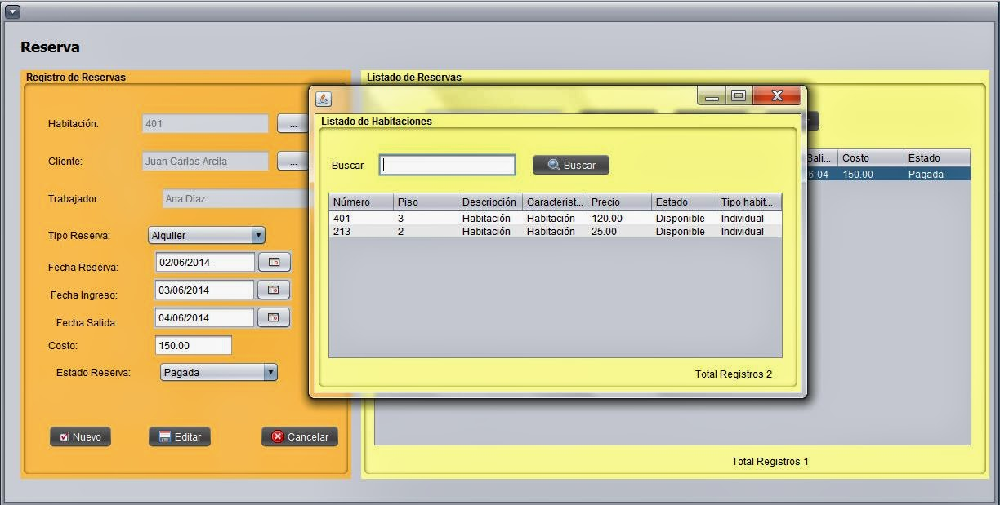 Reserva
Registro de Reservas
Habitación: 401 ...
Cliente: Juan Carlos Arcila ...
Trabajador: Ana Diaz
Tipo Reserva: Alquiler
Fecha Reserva: 02/06/2014
Fecha Ingreso: 03/06/2014
Fecha Salida: 04/06/2014
Costo: 150.00
Estado Reserva: Pagada
Nuevo Editar Cancelar
Listado de Reservas
Sali... Costo Estado
6-04 150.00 Pagada
Total Registros 1
Listado de Habitaciones
Buscar Buscar
Número Piso Descripción Caracterist... Precio Estado Tipo habit...
401 3 Habitación Habitación 120.00 Disponible Individual
213 2 Habitación Habitación 25.00 Disponible Individual
Total Registros 2